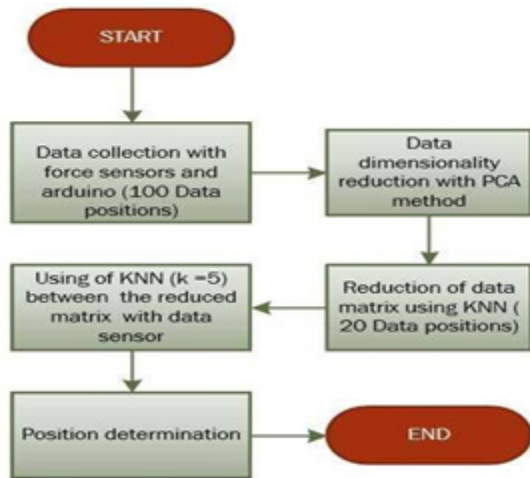 START
Data collection with
force sensors and
arduino (100 Data
positions)
Data
dimensionality
reduction with PCA
method
Reduction of data
matrix using KNN (
20 Data positions)
Using of KNN (k =5)
between the reduced
matrix with data
sensor
Position determination
END